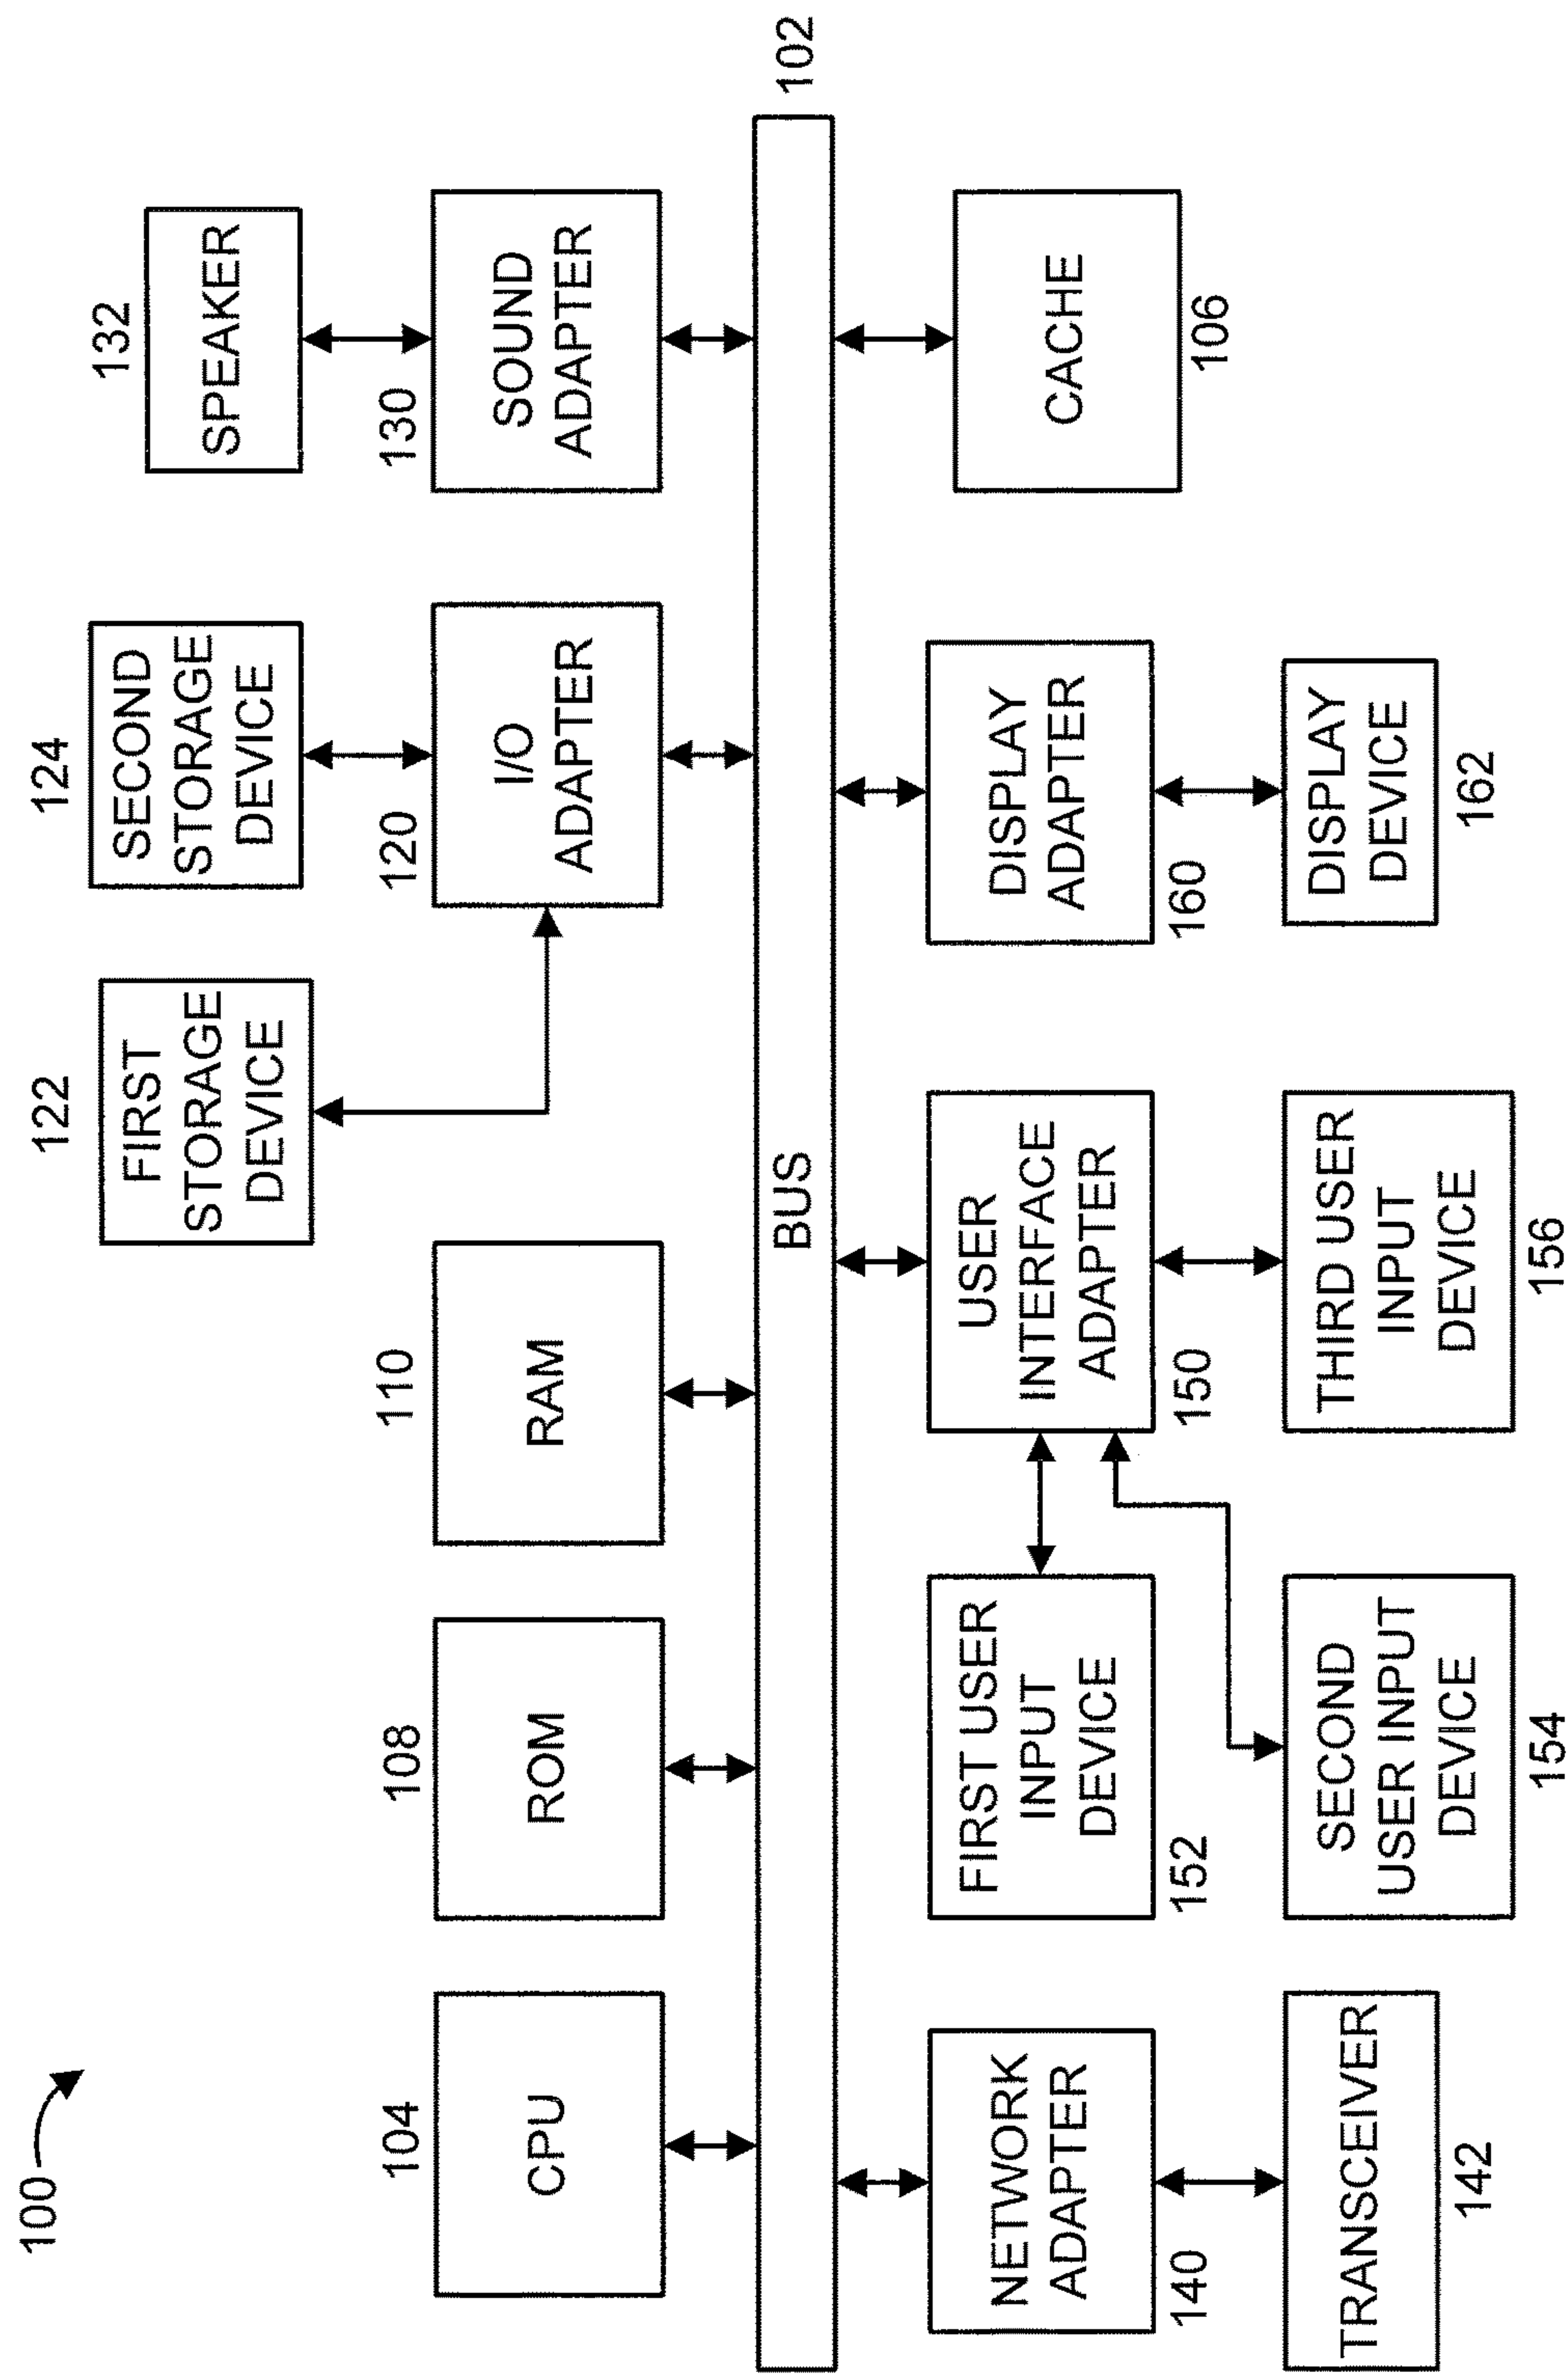 100
104
CPU
108
ROM
110
RAM
122
FIRST
STORAGE
DEVICE
124
SECOND
STORAGE
DEVICE
120
I/O
ADAPTER
132
SPEAKER
130
SOUND
ADAPTER
BUS
102
NETWORK
ADAPTER
140
TRANSCEIVER
142
FIRST USER
INPUT
DEVICE
152
SECOND
USER INPUT
DEVICE
154
USER
INTERFACE
ADAPTER
150
THIRD USER
INPUT
DEVICE
156
DISPLAY
ADAPTER
160
DISPLAY
DEVICE
162
CACHE
106